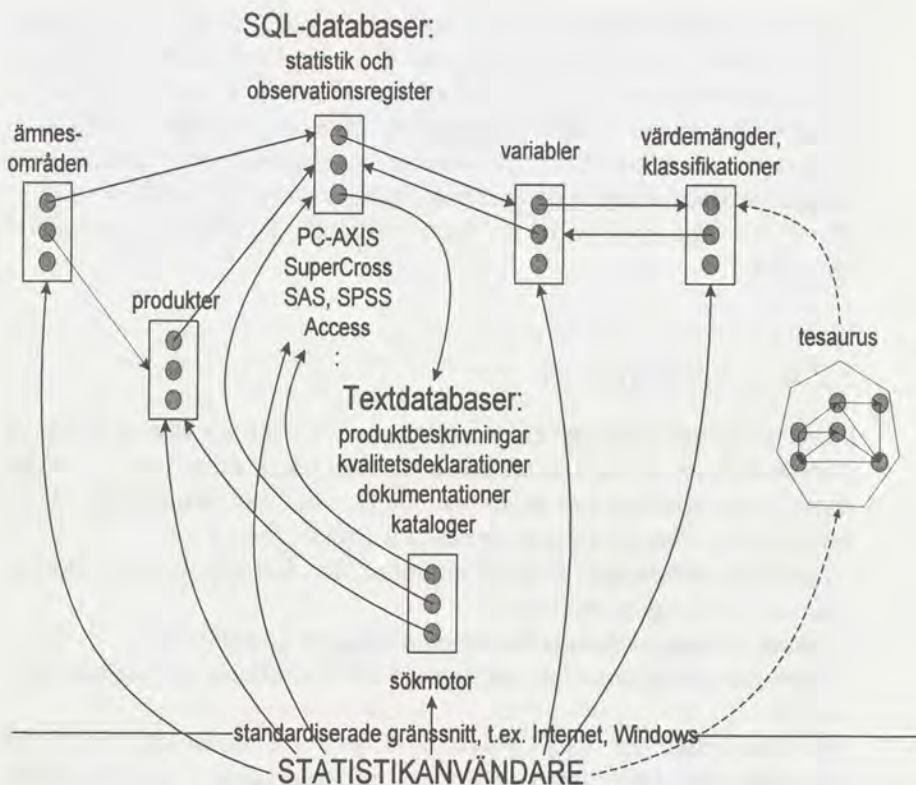 SQL-databaser:
statistik och
observationsregister
ämnes-
områden
variabler
värdemängder,
klassifikationer
PC-AXIS
SuperCross
SAS, SPSS
Access
:
produkter
tesaurus
Textdatabaser:
produktbeskrivningar
kvalitetsdeklarationer
dokumentationer
kataloger
sökmotor
standardiserade gränssnitt, t.ex. Internet, Windows
STATISTIKANVÄNDARE